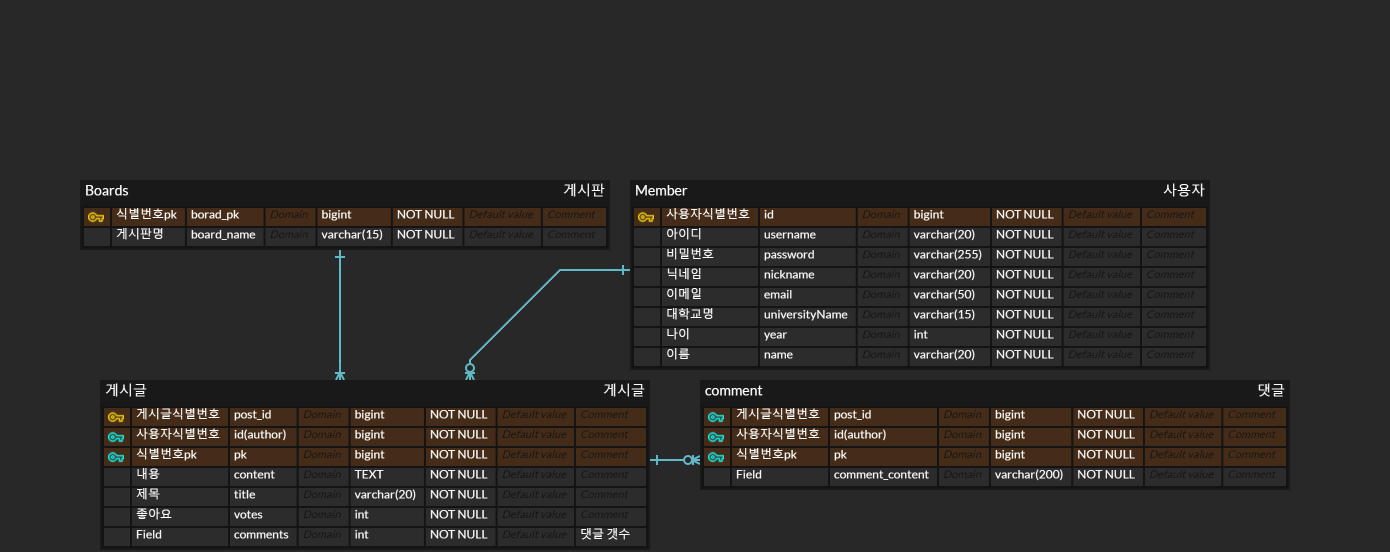 Boards 게시판
식별번호pk borad_pk Domain bigint NOT NULL Default value Comment
게시판명 board_name Domain varchar(15) NOT NULL Default value Comment
Member 사용자
사용자식별번호 id Domain bigint NOT NULL Default value Comment
아이디 username Domain varchar(20) NOT NULL Default value Comment
비밀번호 password Domain varchar(255) NOT NULL Default value Comment
닉네임 nickname Domain varchar(20) NOT NULL Default value Comment
이메일 email Domain varchar(50) NOT NULL Default value Comment
대학교명 universityName Domain varchar(15) NOT NULL Default value Comment
나이 year Domain int NOT NULL Default value Comment
이름 name Domain varchar(20) NOT NULL Default value Comment
게시글 게시글
게시글식별번호 post_id Domain bigint NOT NULL Default value Comment
사용자식별번호 id(author) Domain bigint NOT NULL Default value Comment
식별번호pk pk Domain bigint NOT NULL Default value Comment
내용 content Domain TEXT NOT NULL Default value Comment
제목 title Domain varchar(20) NOT NULL Default value Comment
좋아요 votes Domain int NOT NULL Default value Comment
Field comments Domain int NOT NULL Default value 댓글 갯수
comment 댓글
게시글식별번호 post_id Domain bigint NOT NULL Default value Comment
사용자식별번호 id(author) Domain bigint NOT NULL Default value Comment
식별번호pk pk Domain bigint NOT NULL Default value Comment
Field comment_content Domain varchar(200) NOT NULL Default value Comment